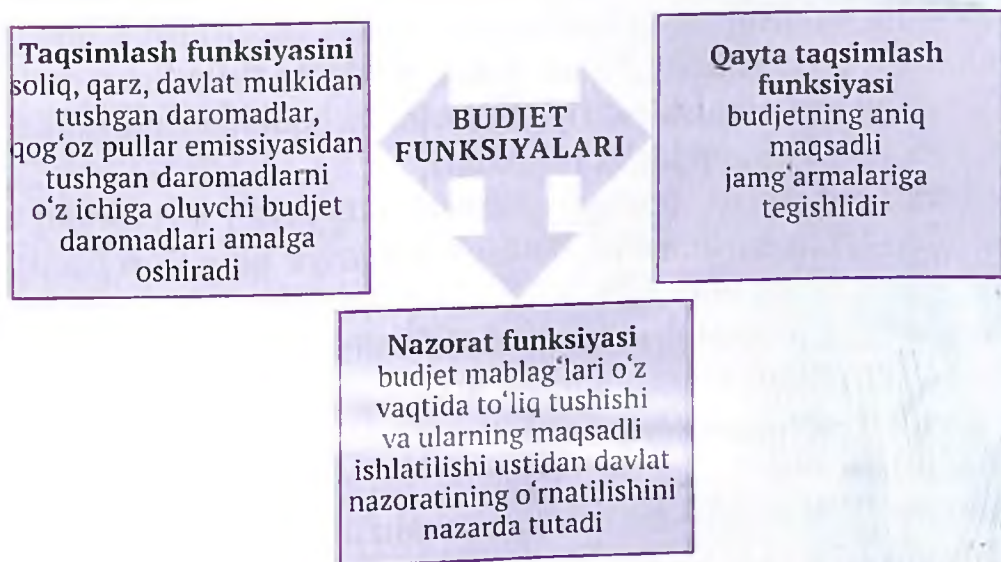 Taqsimlash funksiyasini
soliq, qarz, davlat mulkidan
tushgan daromadlar,
qog‘oz pullar emissiyasidan
tushgan daromadlarni
o‘z ichiga oluvchi budjet
daromadlari amalga
oshiradi
BUDJET
FUNKSIYALARI
Qayta taqsimlash
funksiyasi
budjetning aniq
maqsadli
jamg‘armalariga
tegishlidir
Nazorat funksiyasi
budjet mablag‘lari o‘z
vaqtida to‘liq tushishi
va ularning maqsadli
ishlatilishi ustidan davlat
nazoratining o‘rnatilishini
nazarda tutadi